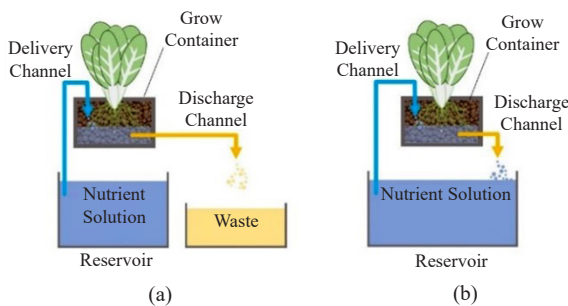 Delivery
Channel
Grow
Container
Discharge
Channel
Nutrient
Solution
Waste
Reservoir
(a)
Delivery
Channel
Grow
Container
Discharge
Channel
Nutrient Solution
Reservoir
(b)